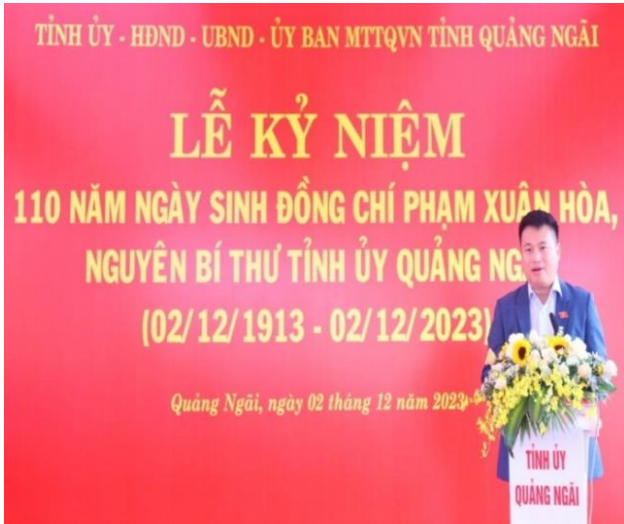 TỈNH ỦY - HĐND - UBND - ỦY BAN MTTQVN TỈNH QUẢNG NGÃI
LỄ KỶ NIỆM
110 NĂM NGÀY SINH ĐỒNG CHÍ PHẠM XUÂN HÒA,
NGUYÊN BÍ THƯ TỈNH ỦY QUẢNG
(02/12/1913 - 02/12/2023)
Quảng Ngãi, ngày 02 tháng 12 năm 2023
TỈNH ỦY
QUẢNG NGÃI